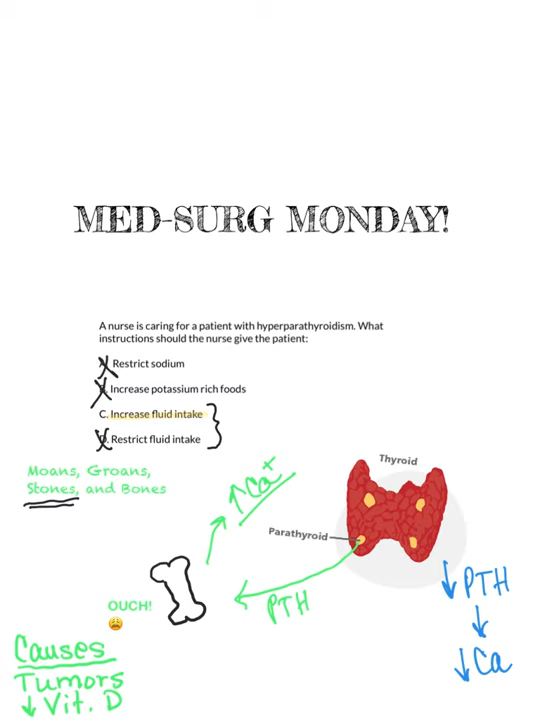 MED-SURG MONDAY!
A nurse is caring for a patient with hyperparathyroidism. What
instructions should the nurse give the patient:
A. Restrict sodium
B. Increase potassium rich foods
C. Increase fluid intake
D. Restrict fluid intake
Moans, Groans,
Stones, and Bones
↑Ca+
Thyroid
Parathyroid
PTH
OUCH!
😩
↓PTH
↓
↓Ca
Causes
Tumors
↓ Vit. D